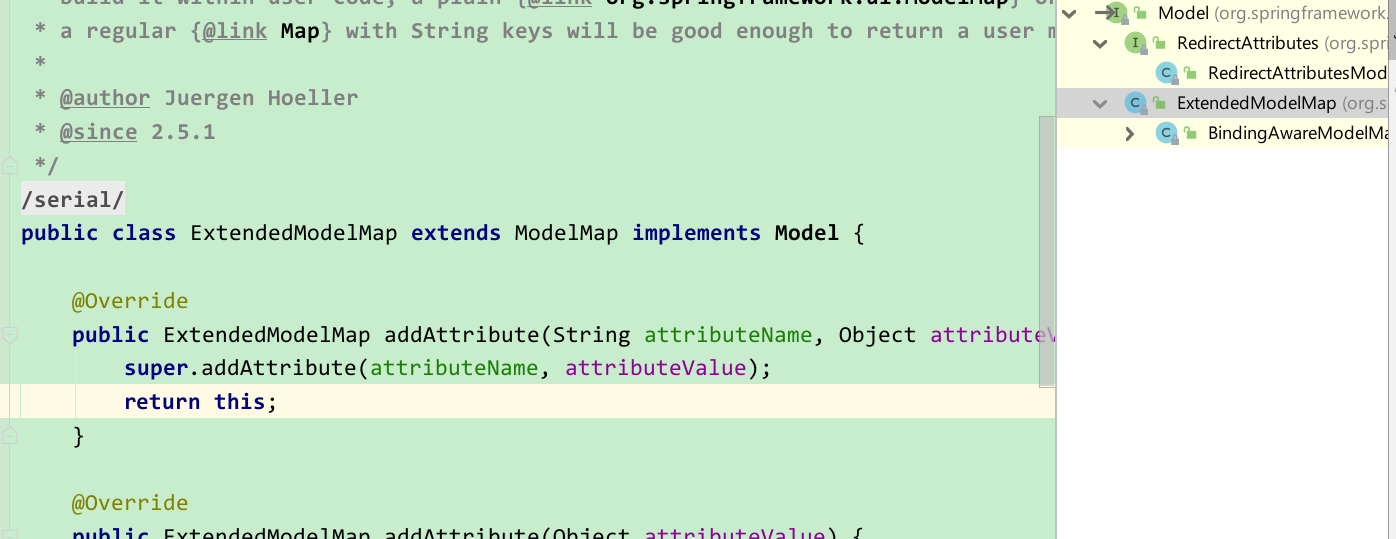 * build it within user code, a plain {@link org.springframework.ui.ModelMap} or
* a regular {@link Map} with String keys will be good enough to return a user m
*
* @author Juergen Hoeller
* @since 2.5.1
*/
/serial/
public class ExtendedModelMap extends ModelMap implements Model {
@Override
public ExtendedModelMap addAttribute(String attributeName, Object attributeV
super.addAttribute(attributeName, attributeValue);
return this;
}
@Override
public ExtendedModelMap addAttribute(Object attributeValue) {
Model (org.springframework.
RedirectAttributes (org.spri
RedirectAttributesMod
ExtendedModelMap (org.s
BindingAwareModelMa